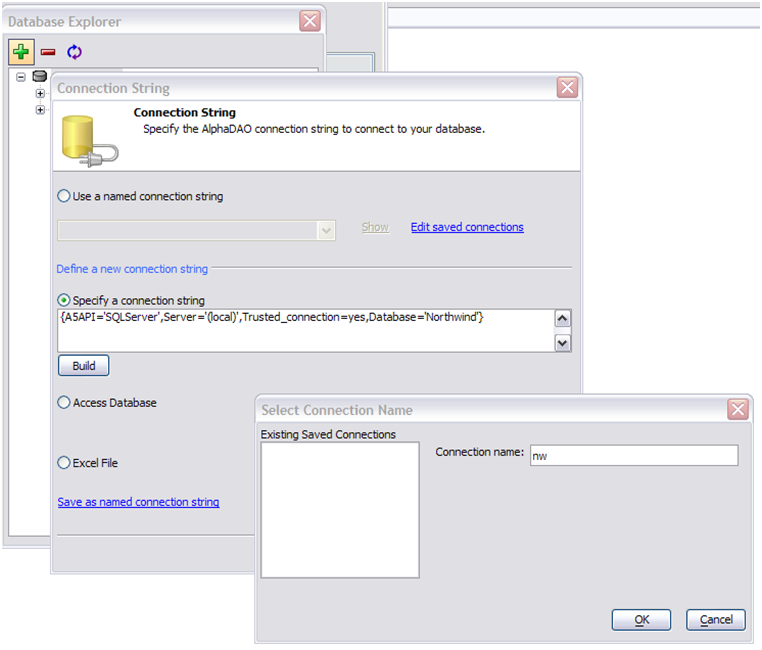 Database Explorer
Connection String
Connection String
Specify the AlphaDAO connection string to connect to your database.
Use a named connection string
Show
Edit saved connections
Define a new connection string
Specify a connection string
{A5API='SQLServer',Server='(local)',Trusted_connection=yes,Database='Northwind'}
Build
Access Database
Excel File
Save as named connection string
Select Connection Name
Existing Saved Connections
Connection name: nw
OK
Cancel